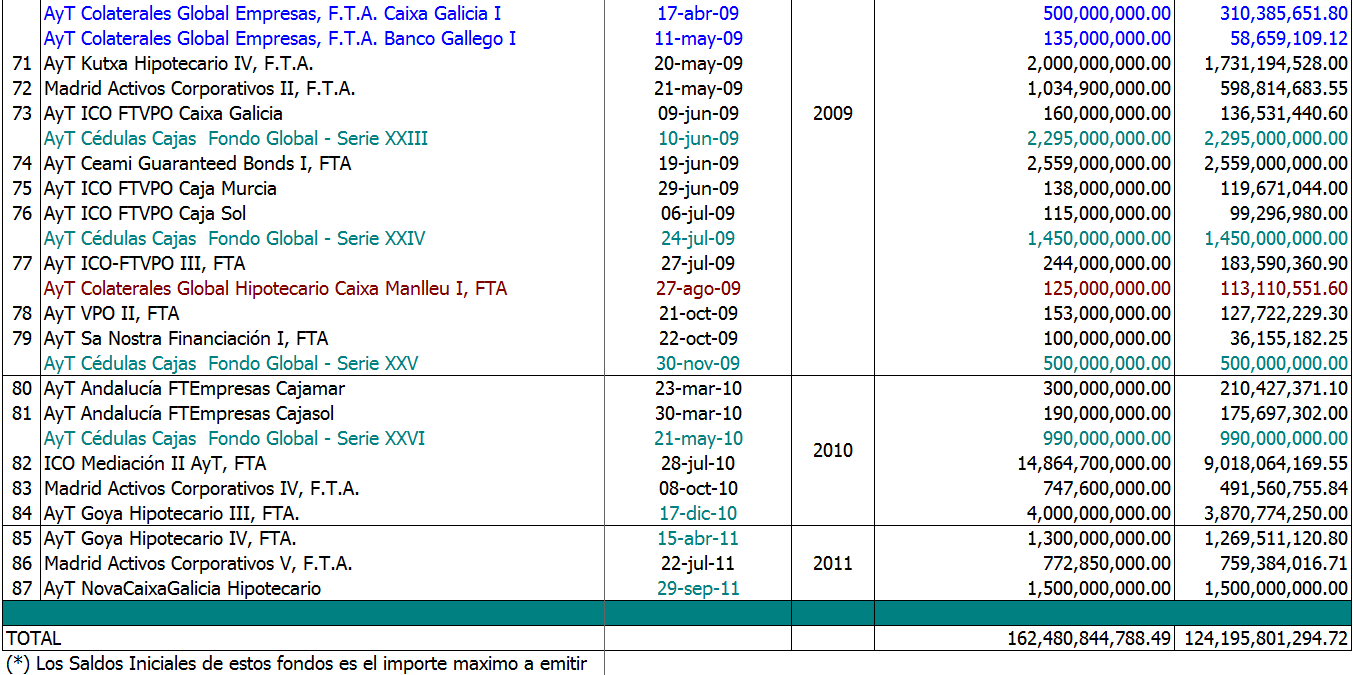 AyT Colaterales Global Empresas, F.T.A. Caixa Galicia I 17-abr-09 500,000,000.00 310,385,651.80
AyT Colaterales Global Empresas, F.T.A. Banco Gallego I 11-may-09 135,000,000.00 58,659,109.12
71 AyT Kutxa Hipotecario IV, F.T.A. 20-may-09 2,000,000,000.00 1,731,194,528.00
72 Madrid Activos Corporativos II, F.T.A. 21-may-09 1,034,900,000.00 598,814,683.55
73 AyT ICO FTVPO Caixa Galicia 09-jun-09 2009 160,000,000.00 136,531,440.60
AyT Cédulas Cajas  Fondo Global - Serie XXIII 10-jun-09 2,295,000,000.00 2,295,000,000.00
74 AyT Ceami Guaranteed Bonds I, FTA 19-jun-09 2,559,000,000.00 2,559,000,000.00
75 AyT ICO FTVPO Caja Murcia 29-jun-09 138,000,000.00 119,671,044.00
76 AyT ICO FTVPO Caja Sol 06-jul-09 115,000,000.00 99,296,980.00
AyT Cédulas Cajas  Fondo Global - Serie XXIV 24-jul-09 1,450,000,000.00 1,450,000,000.00
77 AyT ICO-FTVPO III, FTA 27-jul-09 244,000,000.00 183,590,360.90
AyT Colaterales Global Hipotecario Caixa Manlleu I, FTA 27-ago-09 125,000,000.00 113,110,551.60
78 AyT VPO II, FTA 21-oct-09 153,000,000.00 127,722,229.30
79 AyT Sa Nostra Financiación I, FTA 22-oct-09 100,000,000.00 36,155,182.25
AyT Cédulas Cajas  Fondo Global - Serie XXV 30-nov-09 500,000,000.00 500,000,000.00
80 AyT Andalucía FTEmpresas Cajamar 23-mar-10 300,000,000.00 210,427,371.10
81 AyT Andalucía FTEmpresas Cajasol 30-mar-10 190,000,000.00 175,697,302.00
AyT Cédulas Cajas  Fondo Global - Serie XXVI 21-may-10 990,000,000.00 990,000,000.00
2010
82 ICO Mediación II AyT, FTA 28-jul-10 14,864,700,000.00 9,018,064,169.55
83 Madrid Activos Corporativos IV, F.T.A. 08-oct-10 747,600,000.00 491,560,755.84
84 AyT Goya Hipotecario III, FTA. 17-dic-10 4,000,000,000.00 3,870,774,250.00
85 AyT Goya Hipotecario IV, FTA. 15-abr-11 1,300,000,000.00 1,269,511,120.80
86 Madrid Activos Corporativos V, F.T.A. 22-jul-11 2011 772,850,000.00 759,384,016.71
87 AyT NovaCaixaGalicia Hipotecario 29-sep-11 1,500,000,000.00 1,500,000,000.00
TOTAL 162,480,844,788.49 124,195,801,294.72
(*) Los Saldos Iniciales de estos fondos es el importe maximo a emitir